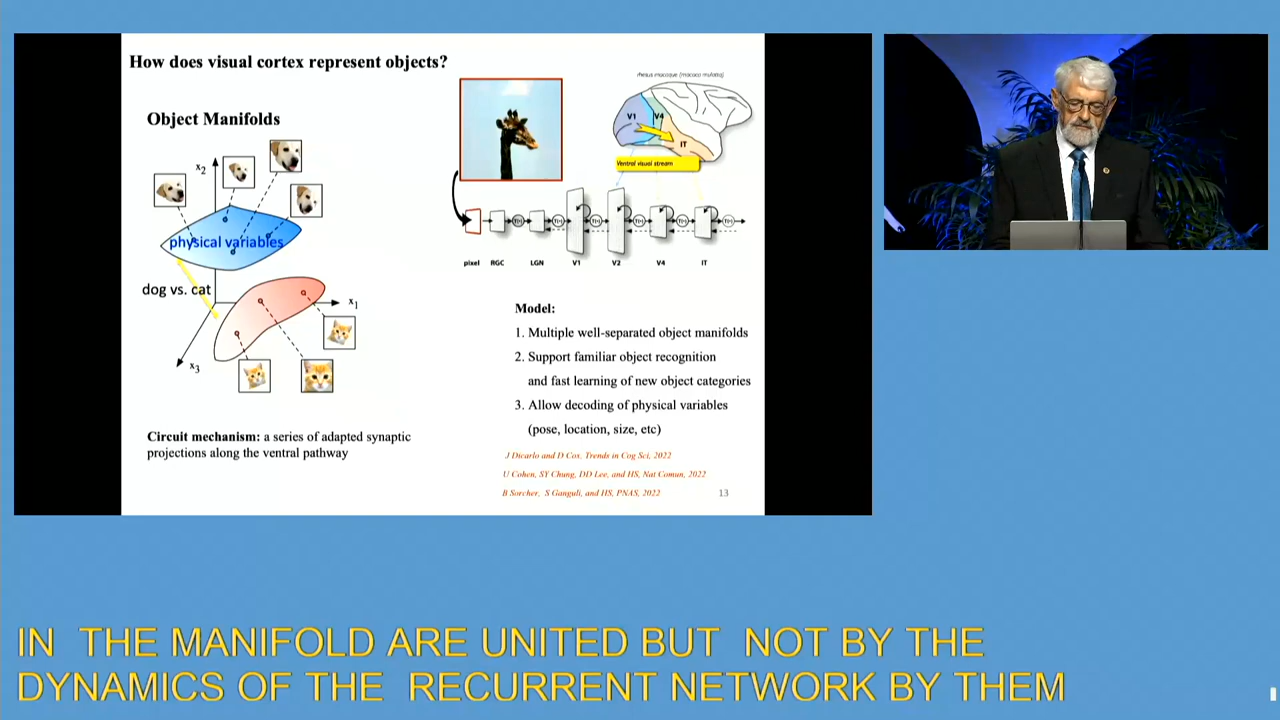 How does visual cortex represent objects?
Object Manifolds
x2
physical variables
dog vs. cat
x1
x3
Circuit mechanism: a series of adapted synaptic
projections along the ventral pathway
rhesus macaque (macaca mulatta)
V1
V4
IT
Ventral visual stream
pixel RGC LGN V1 V2 V4 IT
Model:
1. Multiple well-separated object manifolds
2. Support familiar object recognition
and fast learning of new object categories
3. Allow decoding of physical variables
(pose, location, size, etc)
J Dicarlo and D Cox, Trends in Cog Sci, 2022
U Cohen, SY Chung, DD Lee, and HS, Nat Comun, 2022
B Sorcher, S Ganguli, and HS, PNAS, 2022
13
IN THE MANIFOLD ARE UNITED BUT NOT BY THE
DYNAMICS OF THE RECURRENT NETWORK BY THEM